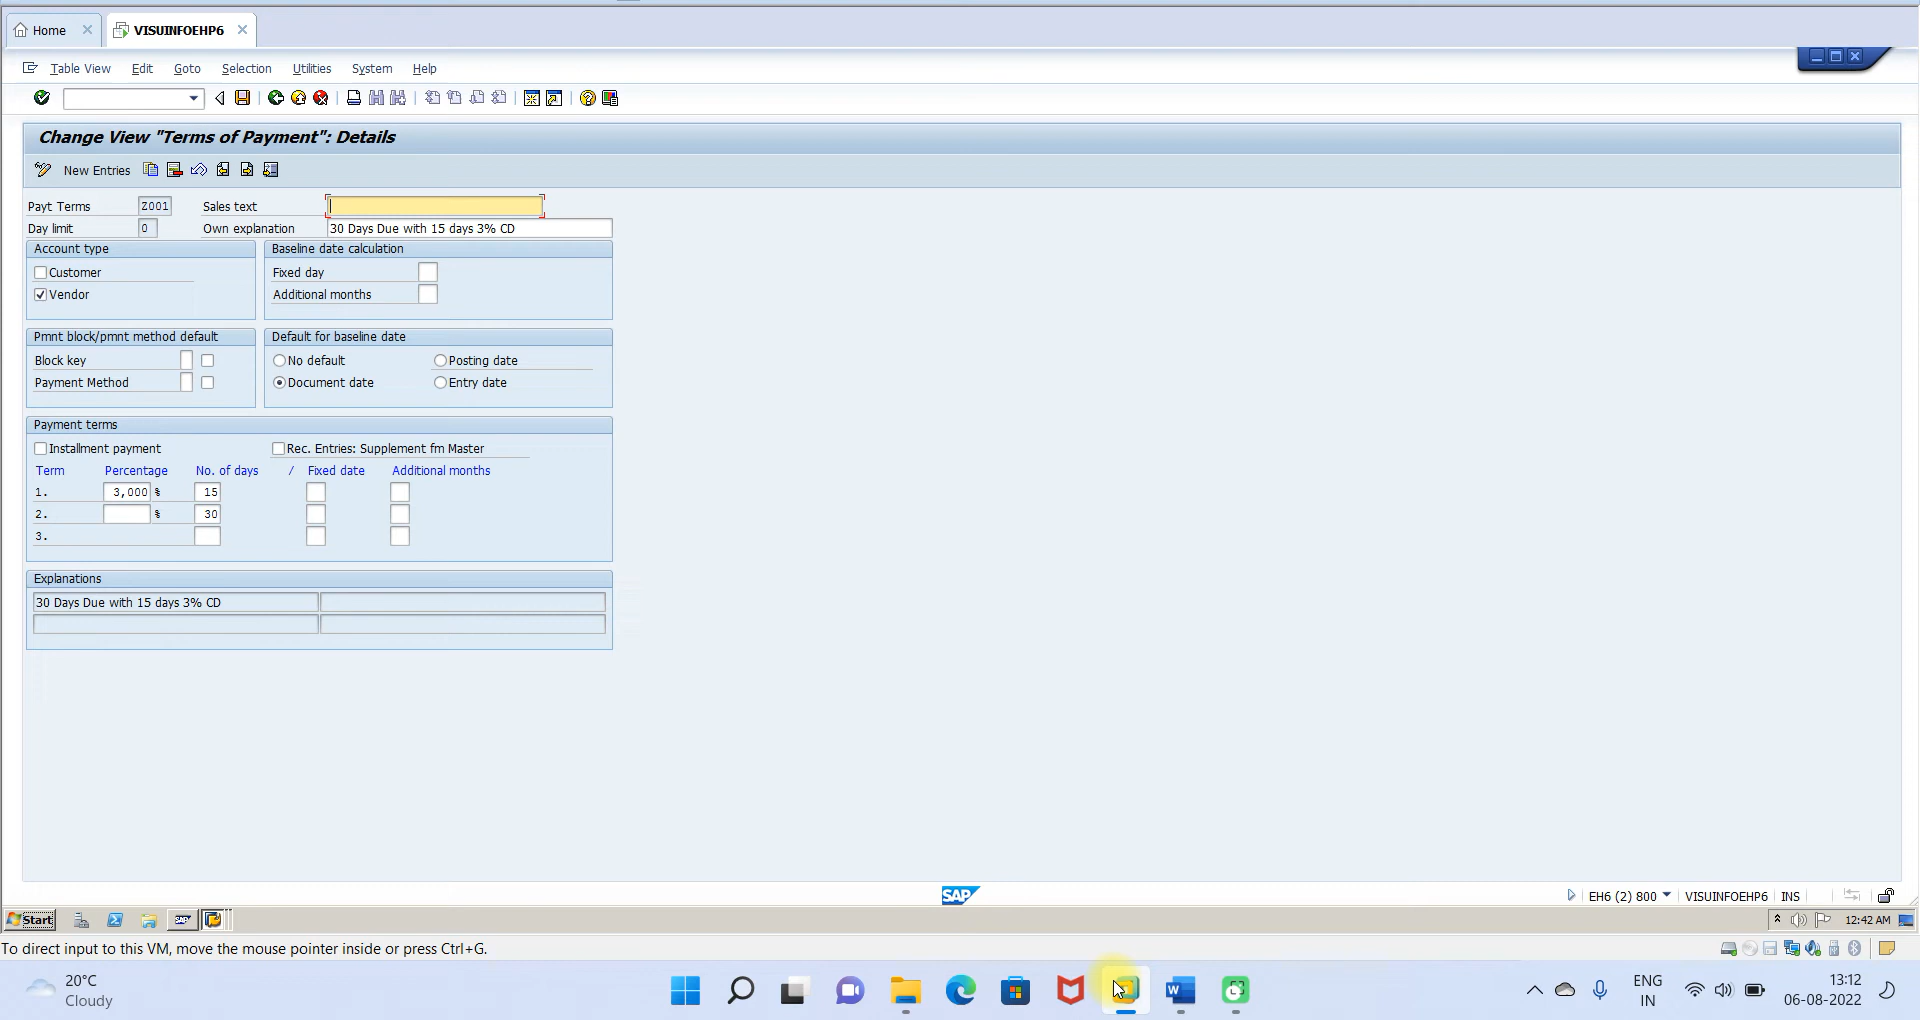 Home
VISUINFOEHP6
Table View Edit Goto Selection Utilities System Help
Change View "Terms of Payment": Details
New Entries
Payt Terms Z001 Sales text
Day limit 0 Own explanation 30 Days Due with 15 days 3% CD
Account type
Baseline date calculation
Customer
Fixed day
Vendor
Additional months
Pmnt block/pmnt method default
Default for baseline date
Block key
No default Posting date
Payment Method
Document date Entry date
Payment terms
Installment payment Rec. Entries: Supplement fm Master
Term Percentage No. of days / Fixed date Additional months
1. 3,000 % 15
2. % 30
3.
Explanations
30 Days Due with 15 days 3% CD
SAP
EH6 (2) 800 VISUINFOEHP6 INS
Start
12:42 AM
To direct input to this VM, move the mouse pointer inside or press Ctrl+G.
20°C
Cloudy
ENG
IN
13:12
06-08-2022